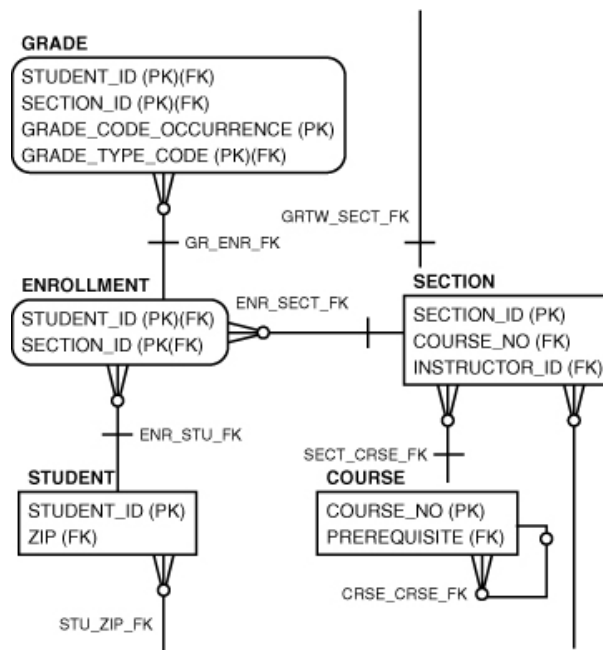 GRADE
STUDENT_ID (PK)(FK)
SECTION_ID (PK)(FK)
GRADE_CODE_OCCURRENCE (PK)
GRADE_TYPE_CODE (PK)(FK)
GRTW_SECT_FK
GR_ENR_FK
ENROLLMENT
STUDENT_ID (PK)(FK)
SECTION_ID (PK(FK)
ENR_SECT_FK
SECTION
SECTION_ID (PK)
COURSE_NO (FK)
INSTRUCTOR_ID (FK)
ENR_STU_FK
SECT_CRSE_FK
STUDENT
STUDENT_ID (PK)
ZIP (FK)
COURSE
COURSE_NO (PK)
PREREQUISITE (FK)
CRSE_CRSE_FK
STU_ZIP_FK